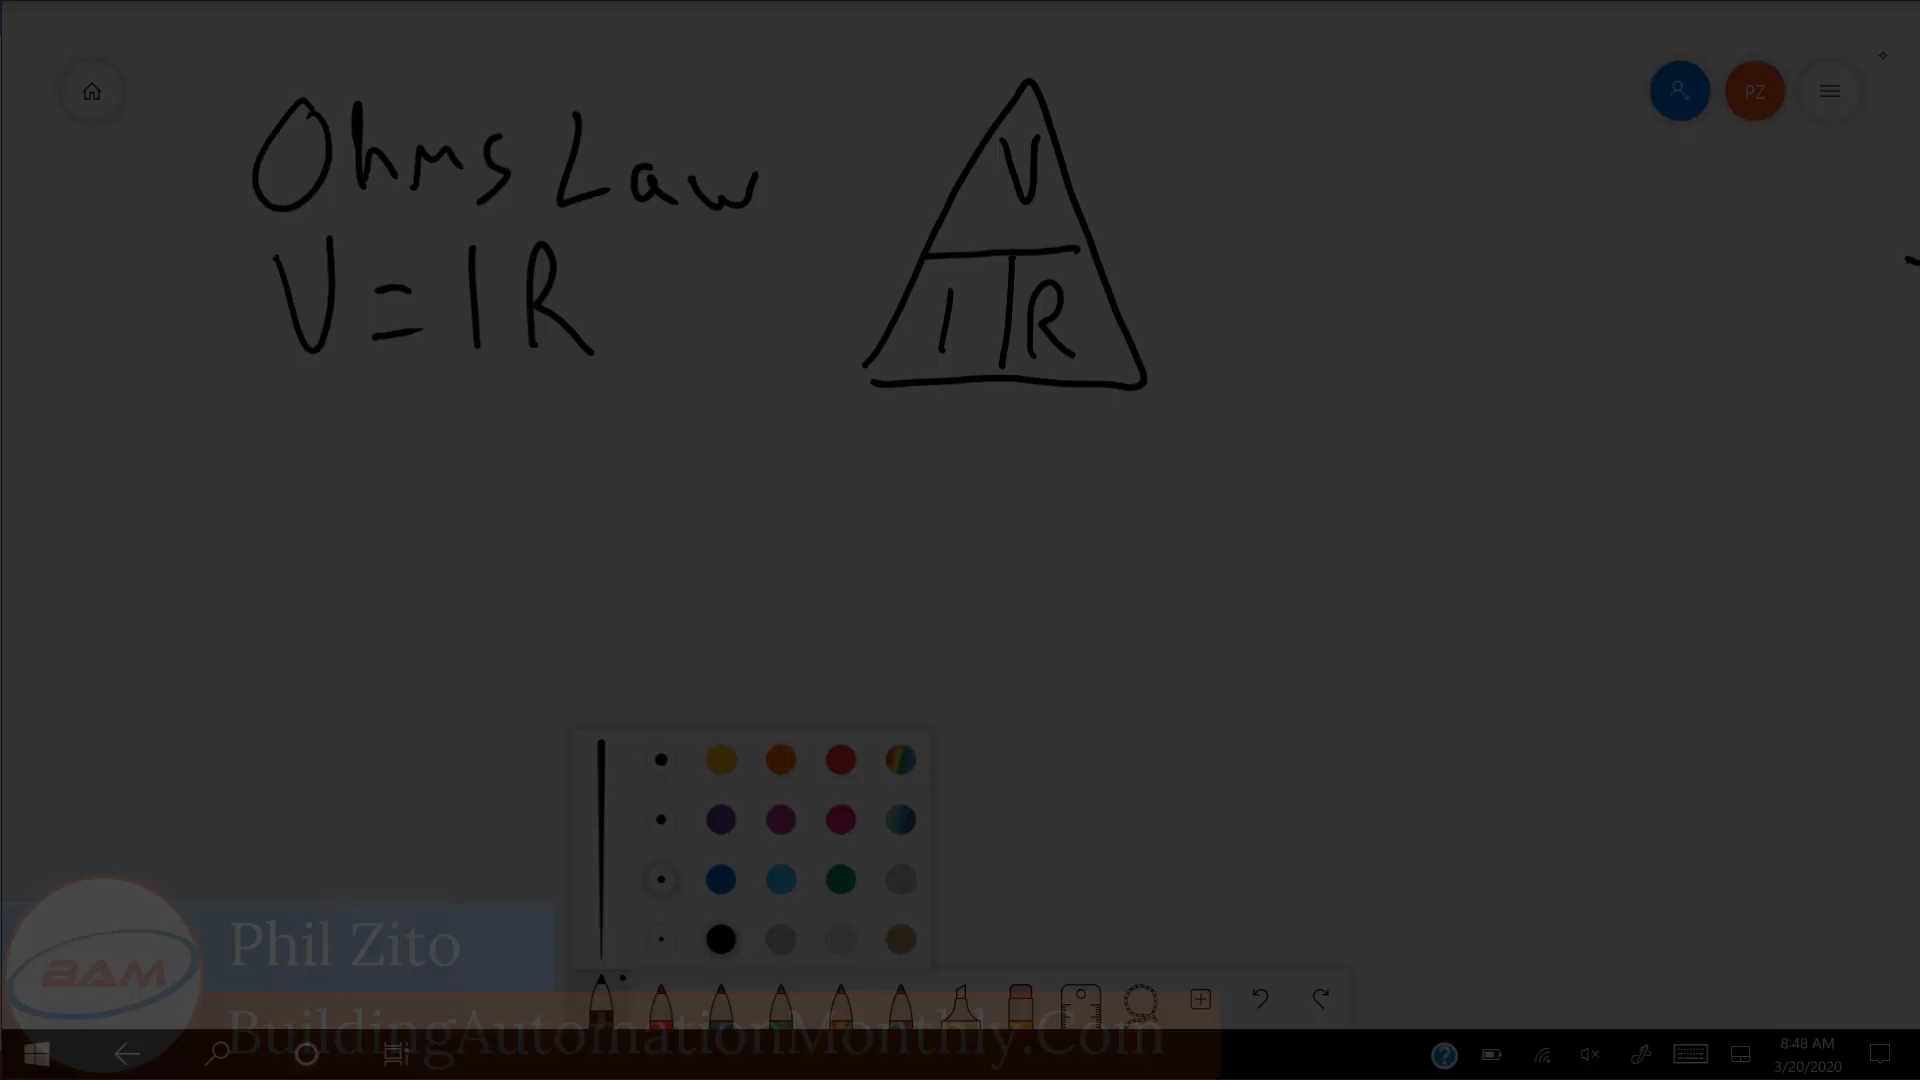 Ohms Law
V = I R
V
I R
PZ
Phil Zito
BAM
BuildingAutomationMonthly.Com
8:48 AM
3/20/2020